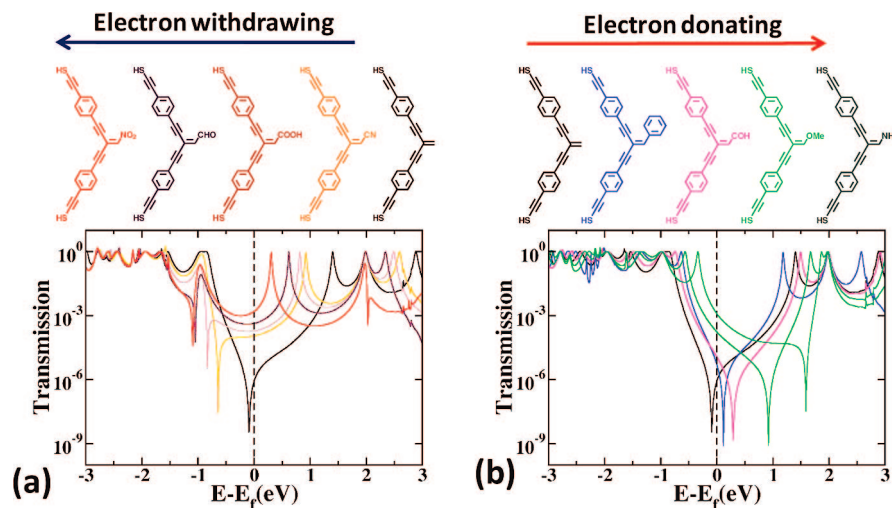 Electron withdrawing
Electron donating
HS HS HS HS HS
HS HS HS HS HS
NO2 CHO COOH CN
COH OMe NH
HS HS HS HS HS
HS HS HS HS HS
10^0
10^-3
10^-6
10^-9
Transmission
-3 -2 -1 0 1 2 3
E-Ef(eV)
(a)
10^0
10^-3
10^-6
10^-9
Transmission
-3 -2 -1 0 1 2 3
E-Ef(eV)
(b)